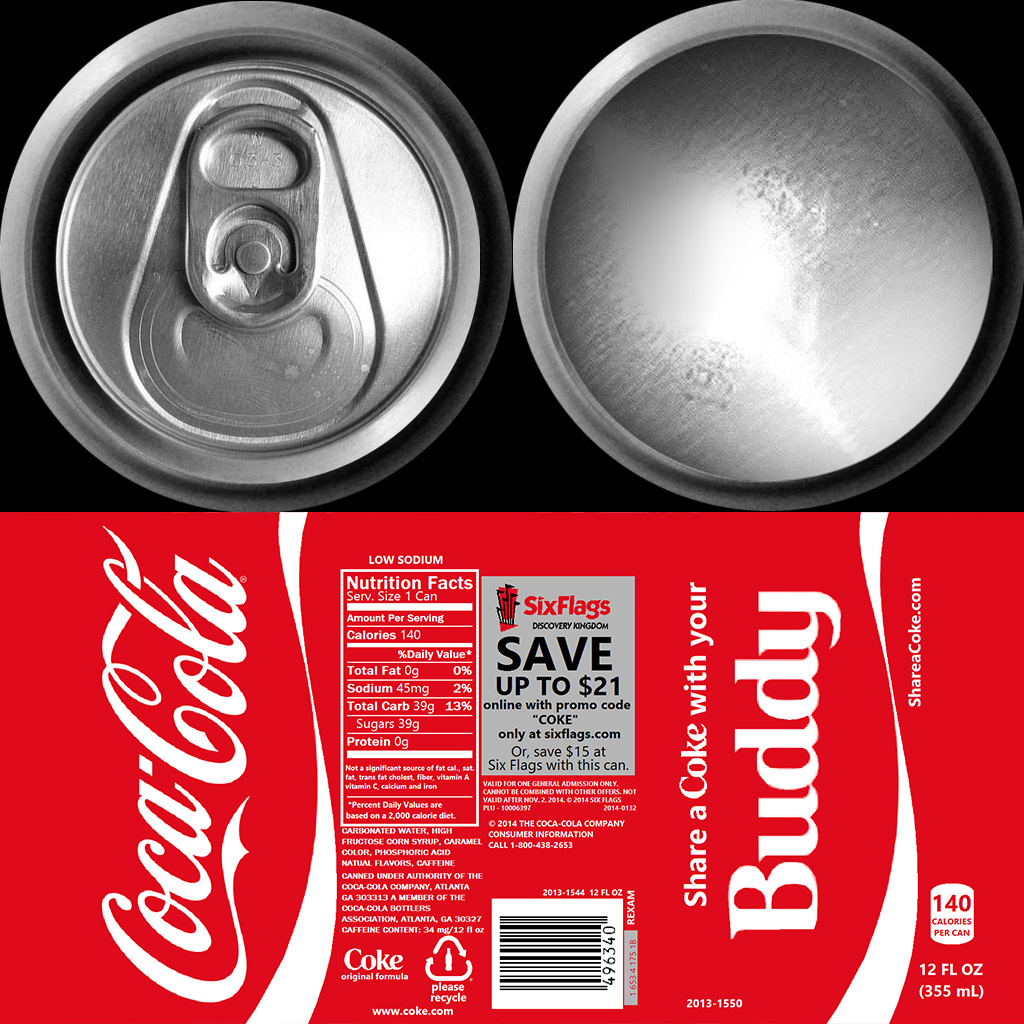 Coca-Cola
®
LOW SODIUM
Nutrition Facts
Serv. Size 1 Can
Amount Per Serving
Calories 140
%Daily Value*
Total Fat 0g 0%
Sodium 45mg 2%
Total Carb 39g 13%
Sugars 39g
Protein 0g
Not a significant source of fat cal., sat.
fat, trans fat cholest, fiber, vitamin A
vitamin C, calcium and iron
*Percent Daily Values are
based on a 2,000 calorie diet.
CARBONATED WATER, HIGH
FRUCTOSE CORN SYRUP, CARAMEL
COLOR, PHOSPHORIC ACID
NATUAL FLAVORS, CAFFEINE
CANNED UNDER AUTHORITY OF THE
COCA-COLA COMPANY, ATLANTA
GA 303313 A MEMBER OF THE
COCA-COLA BOTTLERS
ASSOCIATION, ATLANTA, GA 30327
CAFFEINE CONTENT: 34 mg/12 fl oz
Coke
original formula
please
recycle
www.coke.com
SixFlags
DISCOVERY KINGDOM
SAVE
UP TO $21
online with promo code
"COKE"
only at sixflags.com
Or, save $15 at
Six Flags with this can.
VALID FOR ONE GENERAL ADMISSION ONLY.
CANNOT BE COMBINED WITH OTHER OFFERS. NOT
VALID AFTER NOV. 2, 2014. © 2014 SIX FLAGS
PLU - 10006397 2014-0132
© 2014 THE COCA-COLA COMPANY
CONSUMER INFORMATION
CALL 1-800-438-2653
2013-1544 12 FL OZ
REXAM
496340
1 653 4 175 1B
Share a Coke with your
Buddy
2013-1550
ShareaCoke.com
140
CALORIES
PER CAN
12 FL OZ
(355 mL)